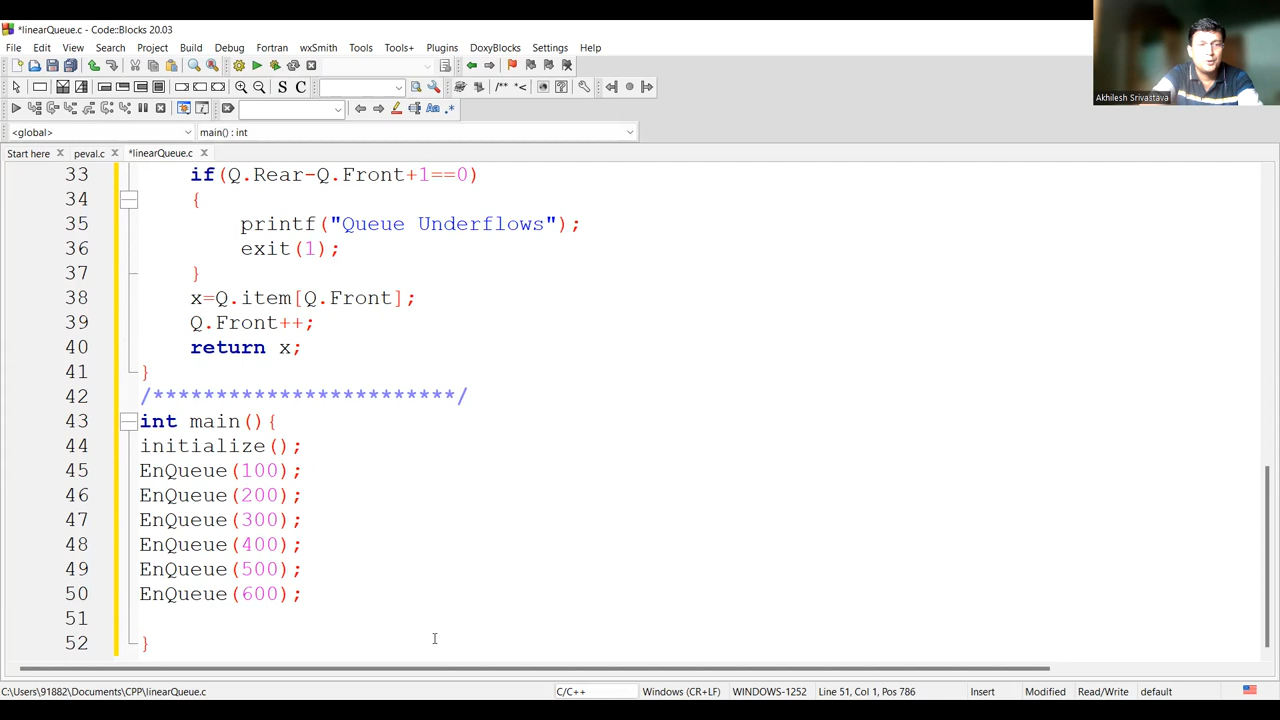 *linearQueue.c - Code::Blocks 20.03
File Edit View Search Project Build Debug Fortran wxSmith Tools Tools+ Plugins DoxyBlocks Settings Help
S C
/** *<
Aa .*
<global> main() : int
Start here peval.c *linearQueue.c
Akhilesh Srivastava
33 if(Q.Rear-Q.Front+1==0)
34 {
35 printf("Queue Underflows");
36 exit(1);
37 }
38 x=Q.item[Q.Front];
39 Q.Front++;
40 return x;
41 }
42 /************************/
43 int main(){
44 initialize();
45 EnQueue(100);
46 EnQueue(200);
47 EnQueue(300);
48 EnQueue(400);
49 EnQueue(500);
50 EnQueue(600);
51
52 }
C:\Users\91882\Documents\CPP\linearQueue.c C/C++ Windows (CR+LF) WINDOWS-1252 Line 51, Col 1, Pos 786 Insert Modified Read/Write default